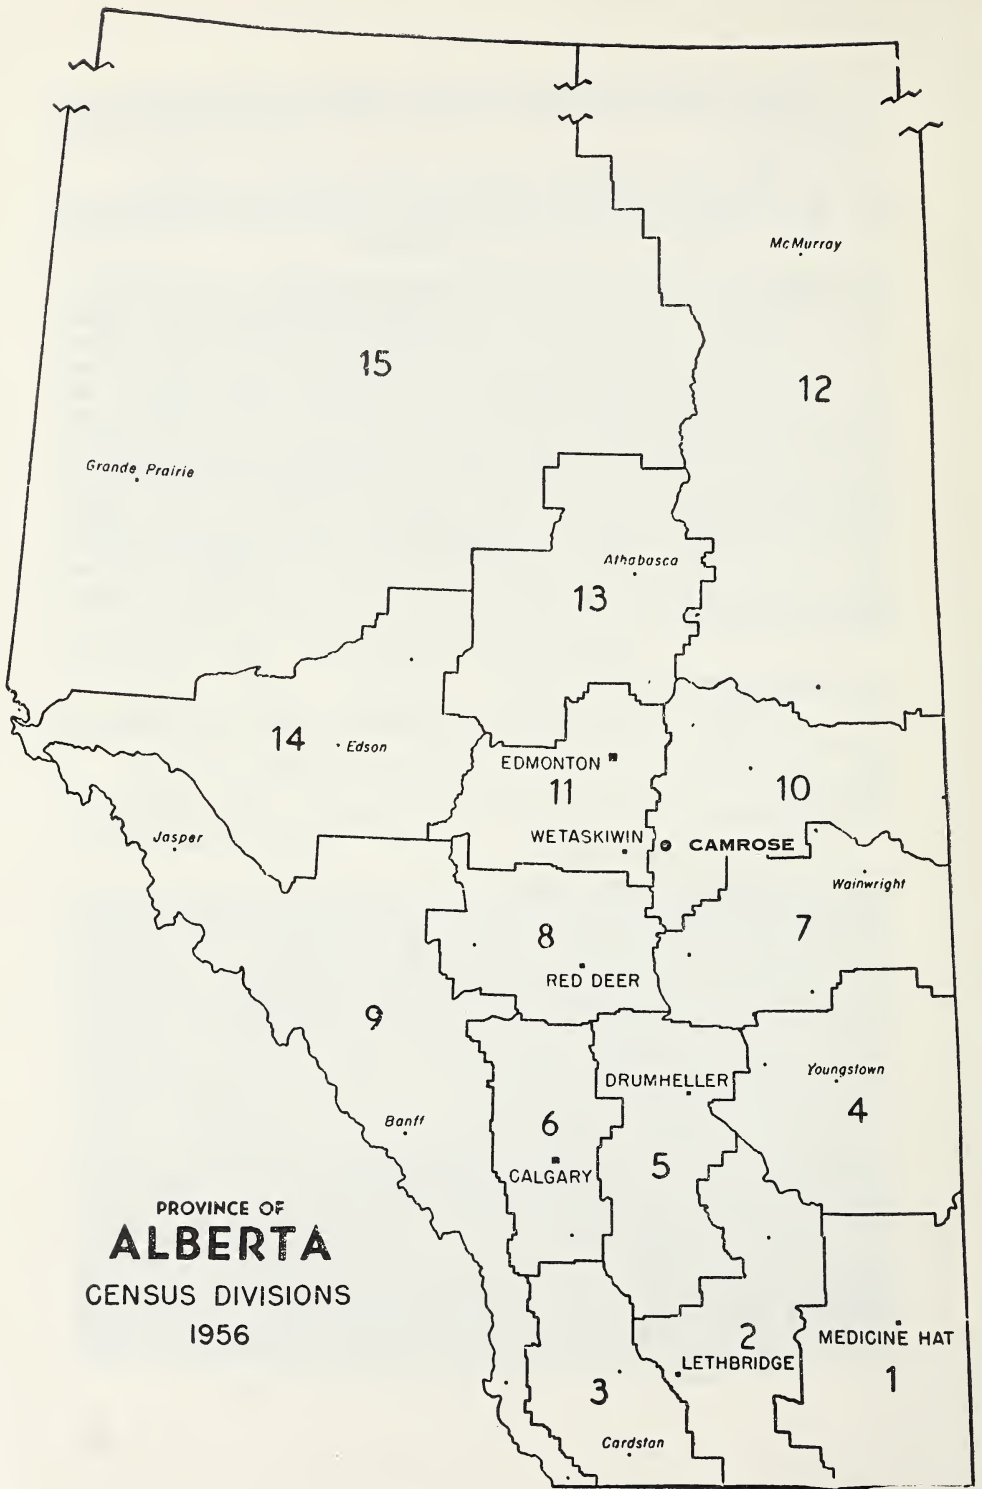 McMurray
15
12
Grande Prairie
Athabasca
13
14
Edson
EDMONTON
11
10
WETASKIWIN
CAMROSE
Jasper
Wainwright
8
7
RED DEER
9
Youngstown
DRUMHELLER
4
Banff
6
5
CALGARY
PROVINCE OF
ALBERTA
CENSUS DIVISIONS
1956
2
MEDICINE HAT
LETHBRIDGE
1
3
Cardston